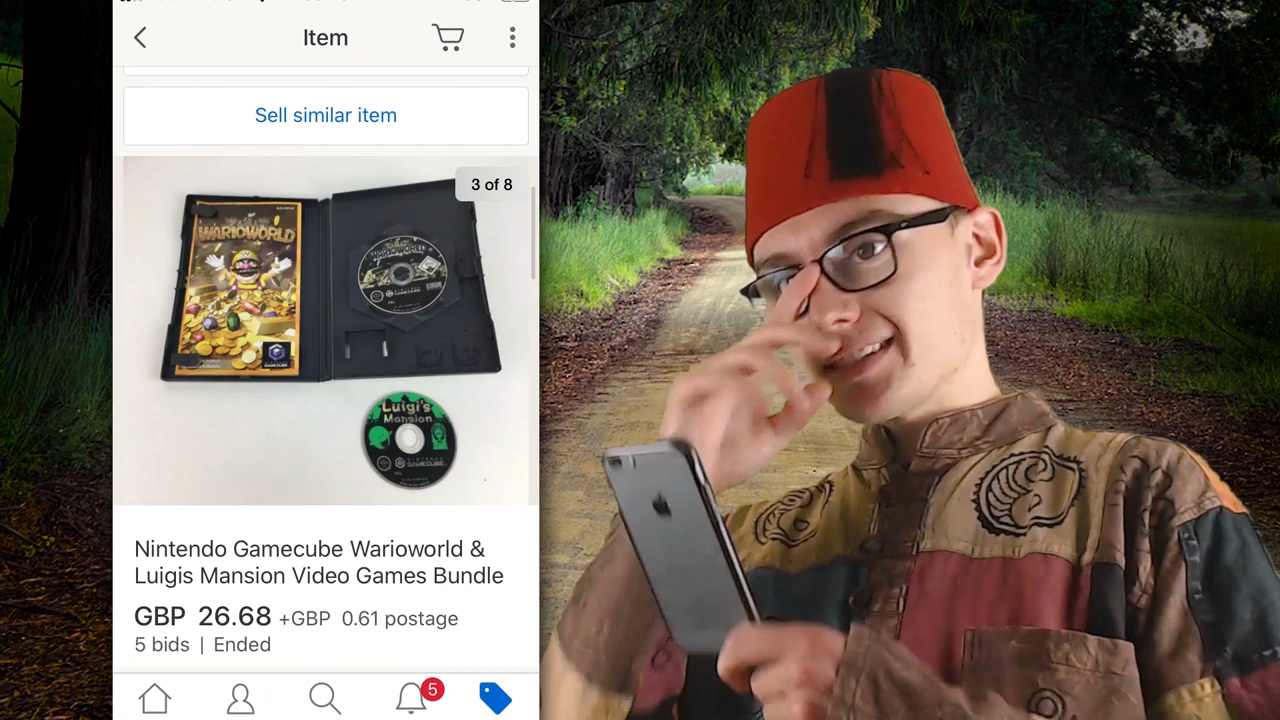 Item
Sell similar item
3 of 8
WARIOWORLD
WARIOWORLD
Luigi's
Mansion
Nintendo Gamecube Warioworld &
Luigis Mansion Video Games Bundle
GBP 26.68 +GBP 0.61 postage
5 bids | Ended
5